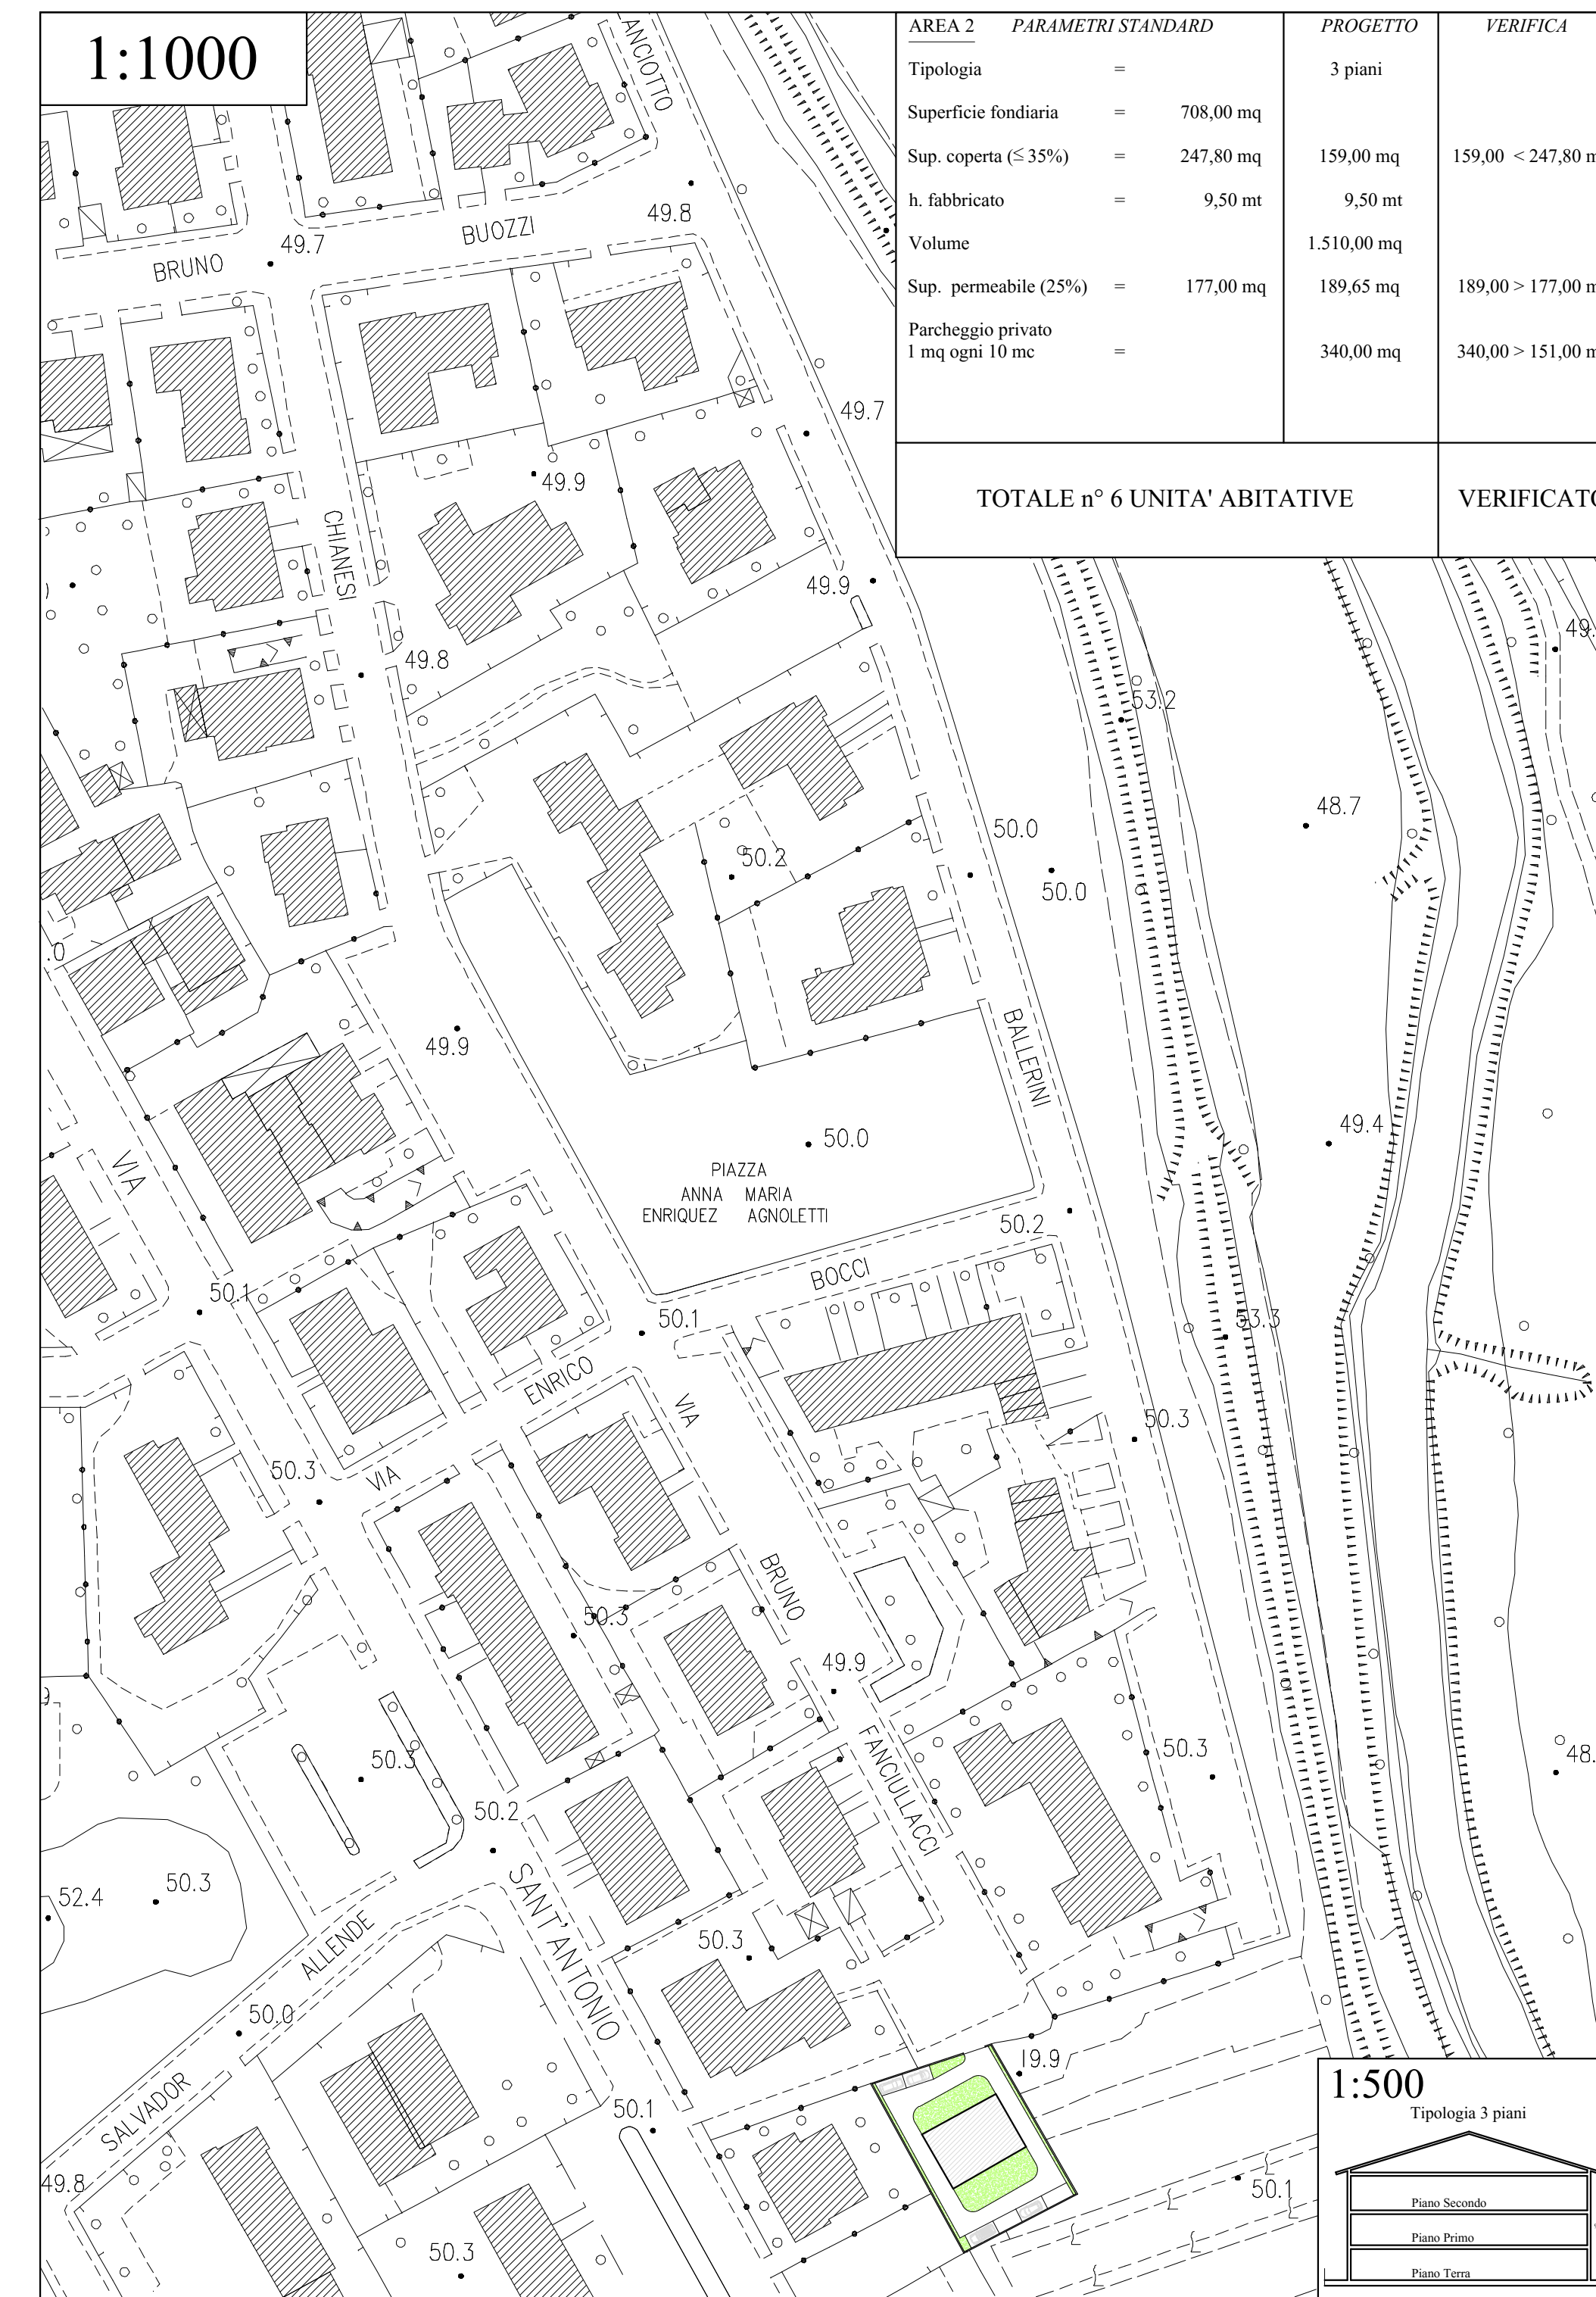 1:1000
AREA 2 PARAMETRI STANDARD PROGETTO VERIFICA
Tipologia = 3 piani
Superficie fondiaria = 708,00 mq
Sup. coperta (≤ 35%) = 247,80 mq 159,00 mq 159,00 < 247,80 m
h. fabbricato = 9,50 mt 9,50 mt
Volume 1.510,00 mq
Sup. permeabile (25%) = 177,00 mq 189,65 mq 189,00 > 177,00 m
Parcheggio privato
1 mq ogni 10 mc = 340,00 mq 340,00 > 151,00 m
TOTALE n° 6 UNITA' ABITATIVE VERIFICATO
ANCIOTTO
49.8
BUOZZI
49.7
BRUNO
49.7
49.9
CHIANESI
49.9
49.
49.8
53.2
48.7
50.0
50.2
50.0
.0
BALLERINI
49.9
49.4
50.0
VIA
PIAZZA
ANNA MARIA
ENRIQUEZ AGNOLETTI
50.2
BOCCI
50.1
50.1
53.3
ENRICO
VIA
50.3
50.3
VIA
BRUNO
50.3
49.9
FANCIULLACCI
50.3
50.3
48.
50.2
SANT'ANTONIO
52.4
50.3
ALLENDE
50.3
50.0
19.9
SALVADOR
50.1
49.8
50.1
50.3
1:500
Tipologia 3 piani
Piano Secondo
Piano Primo
Piano Terra